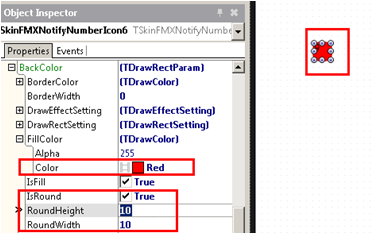 Object Inspector
SkinFMXNotifyNumberIcon6 TSkinFMXNotifyNumber
Properties Events
BackColor (TDrawRectParam)
BorderColor (TDrawColor)
BorderWidth 0
DrawEffectSetting (TDrawEffectSetting)
DrawRectSetting (TDrawRectSetting)
FillColor (TDrawColor)
Alpha 255
Color Red
IsFill True
IsRound True
RoundHeight 10
RoundWidth 10